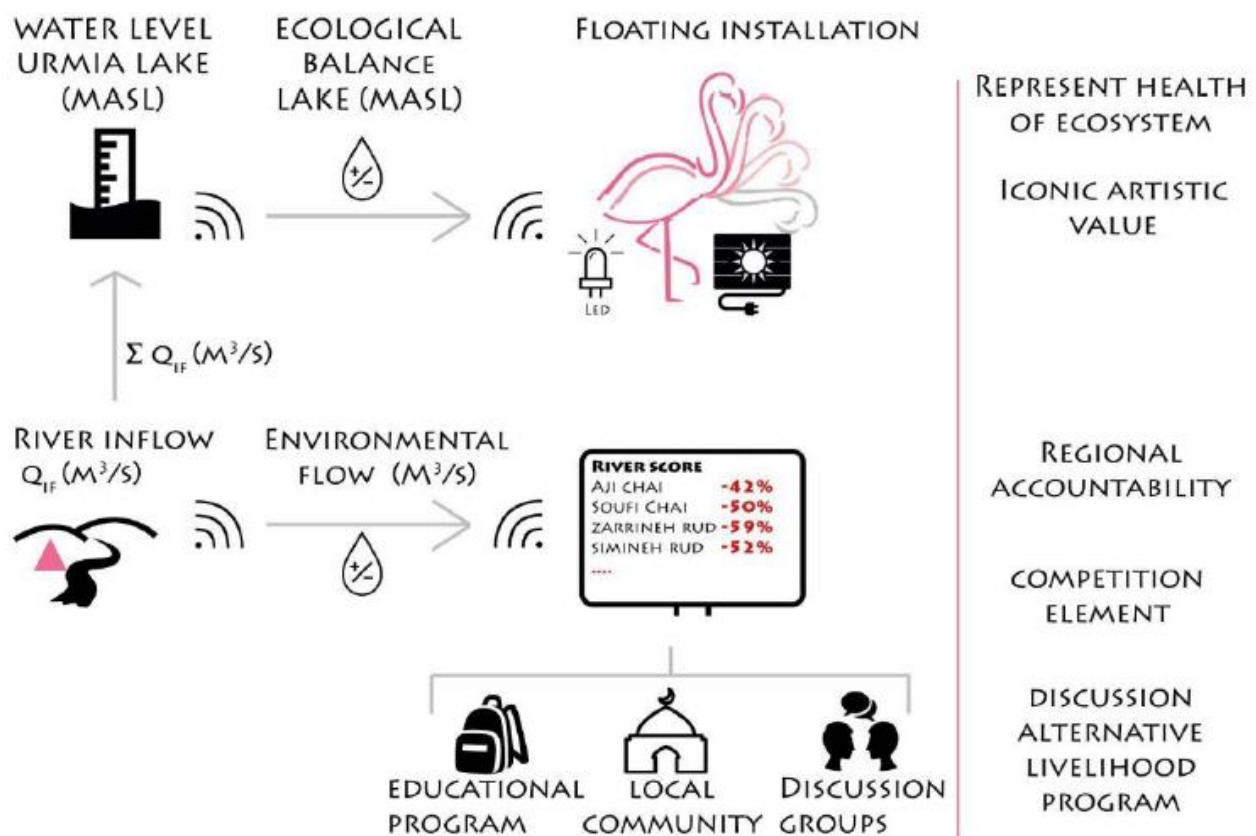 WATER LEVEL
URMIA LAKE
(MASL)
ECOLOGICAL
BALANCE
LAKE (MASL)
FLOATING INSTALLATION
+/-
LED
REPRESENT HEALTH
OF ECOSYSTEM
ICONIC ARTISTIC
VALUE
Σ Q_IF (M³/S)
RIVER INFLOW
Q_IF (M³/S)
ENVIRONMENTAL
FLOW (M³/S)
+/-
RIVER SCORE
AJI CHAI -42%
SOUFI CHAI -50%
ZARRINEH RUD -59%
SIMINEH RUD -52%
....
REGIONAL
ACCOUNTABILITY
COMPETITION
ELEMENT
EDUCATIONAL
PROGRAM
LOCAL
COMMUNITY
DISCUSSION
GROUPS
DISCUSSION
ALTERNATIVE
LIVELIHOOD
PROGRAM